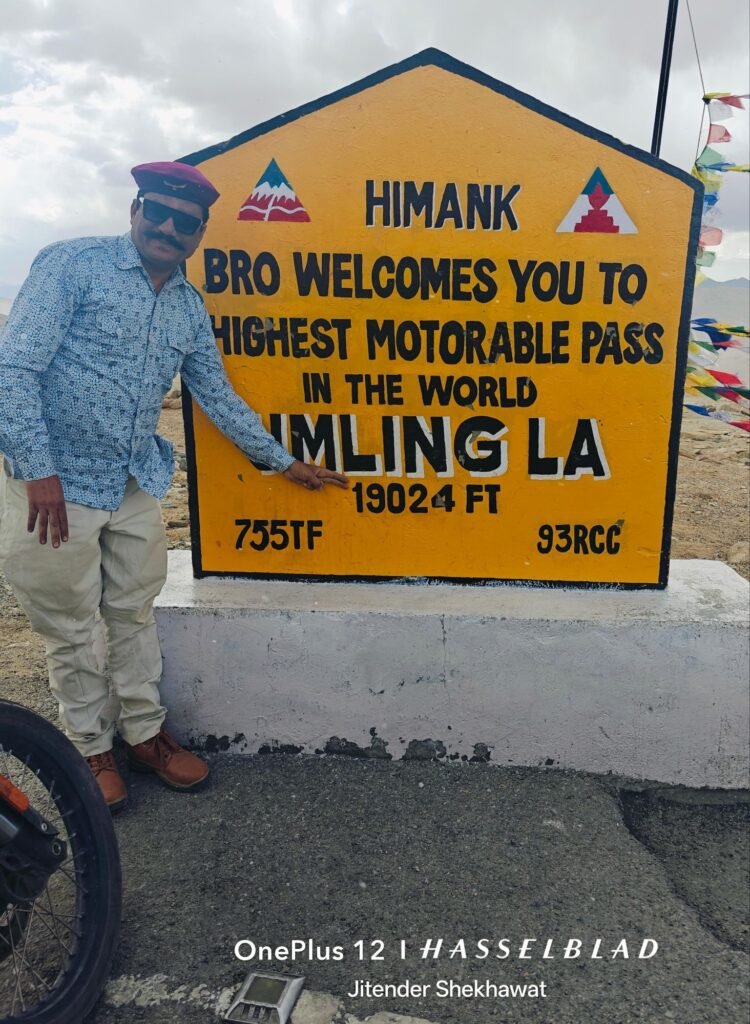 HIMANK
BRO WELCOMES YOU TO
HIGHEST MOTORABLE PASS
IN THE WORLD
UMLING LA
19024 FT
755TF 93RCC
OnePlus 12 | HASSELBLAD
Jitender Shekhawat